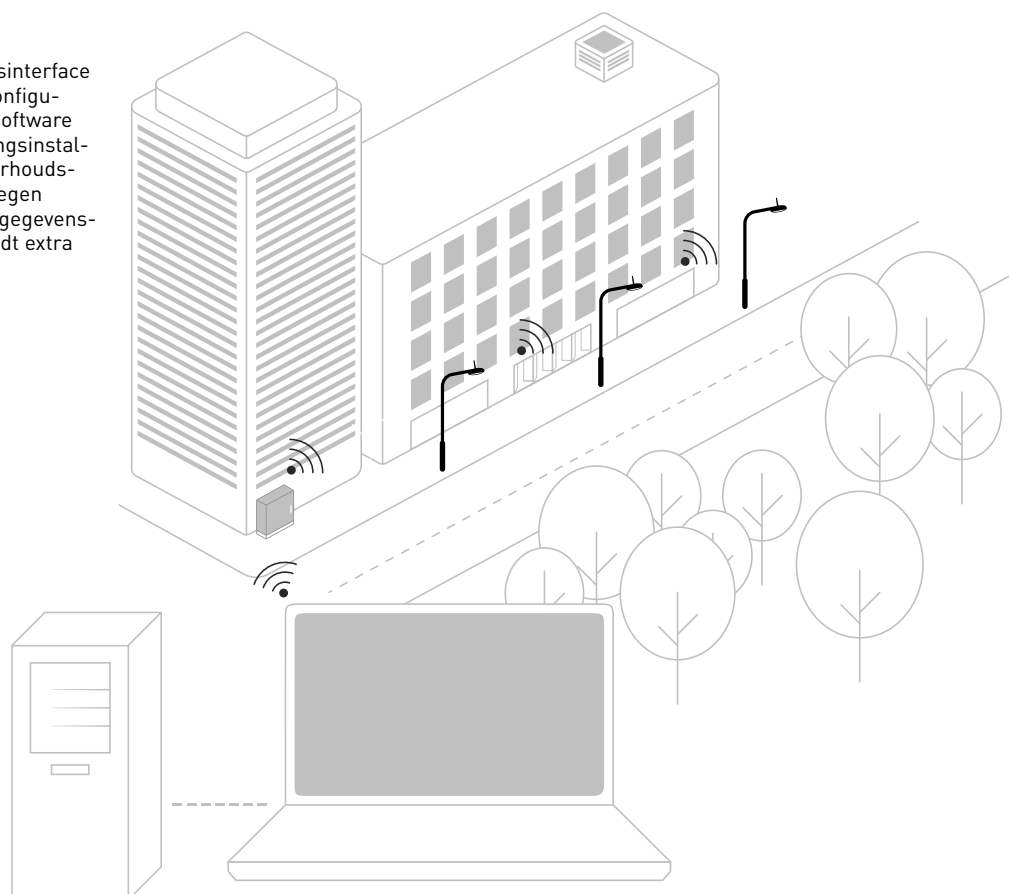 sinterface
onfigu-
oftware
ngsinstal-
rhouds-
egen
gegevens-
dt extra